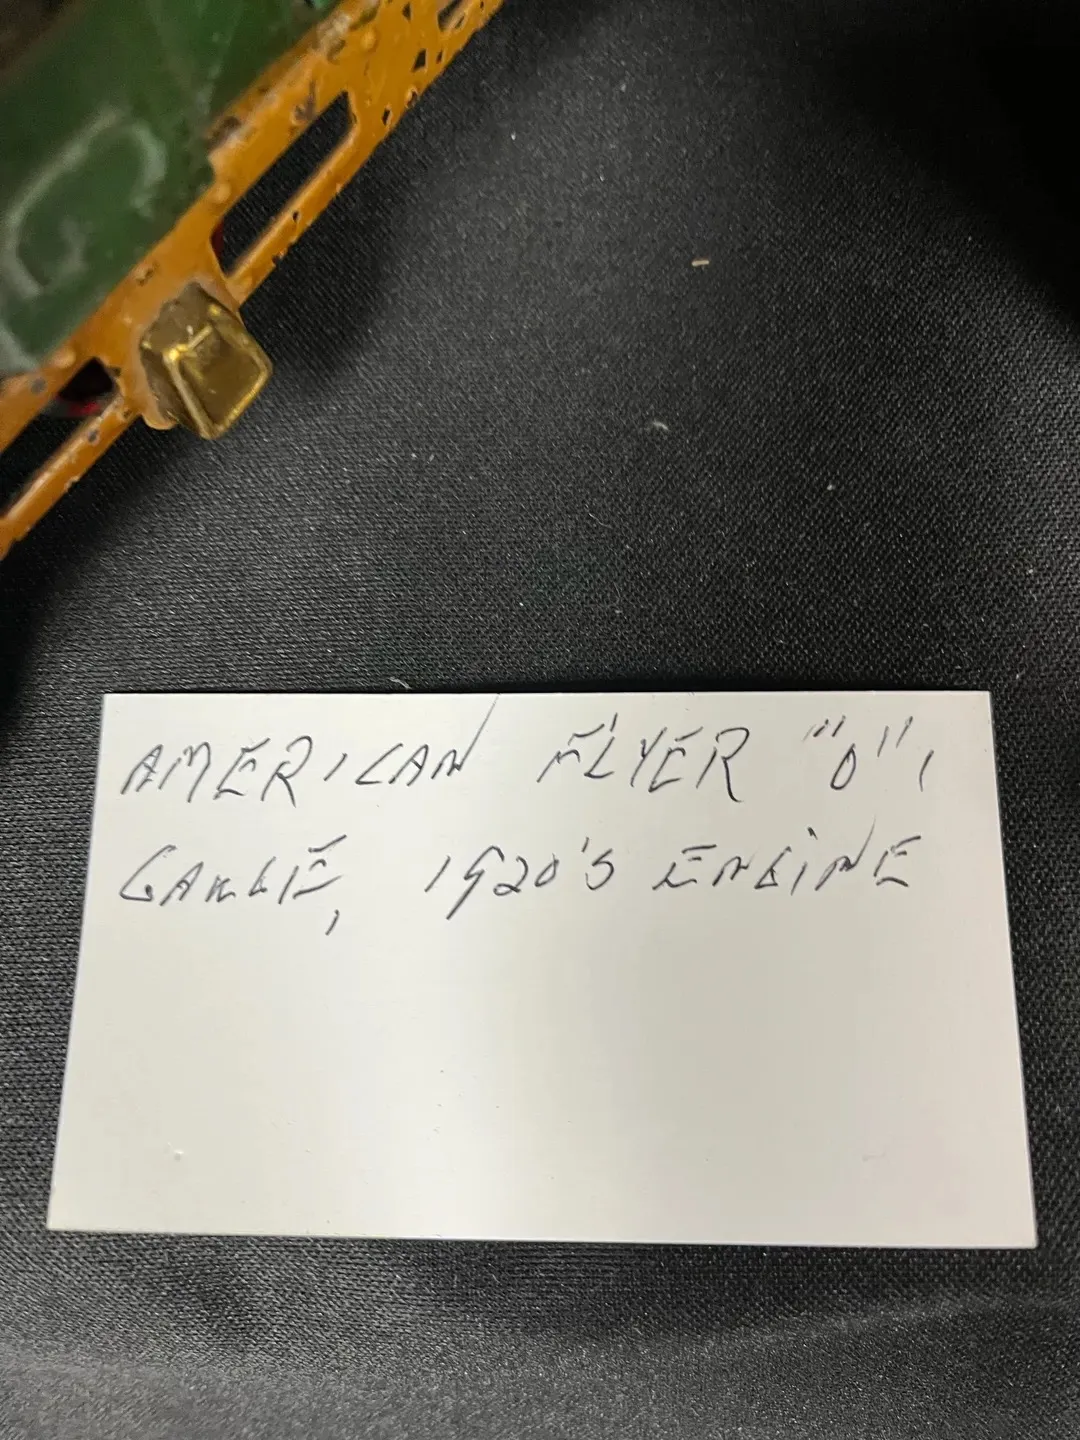 AMERICAN FLYER "O",
GAUGE, 1920'S ENGINE